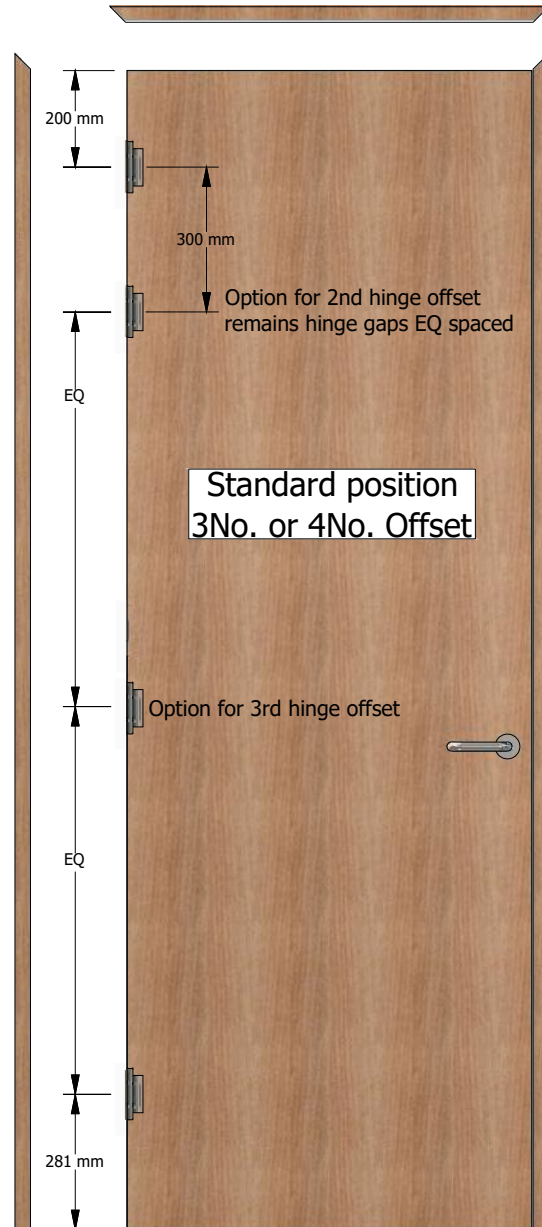 200 mm
300 mm
Option for 2nd hinge offset
remains hinge gaps EQ spaced
EQ
Standard position
3No. or 4No. Offset
Option for 3rd hinge offset
EQ
281 mm